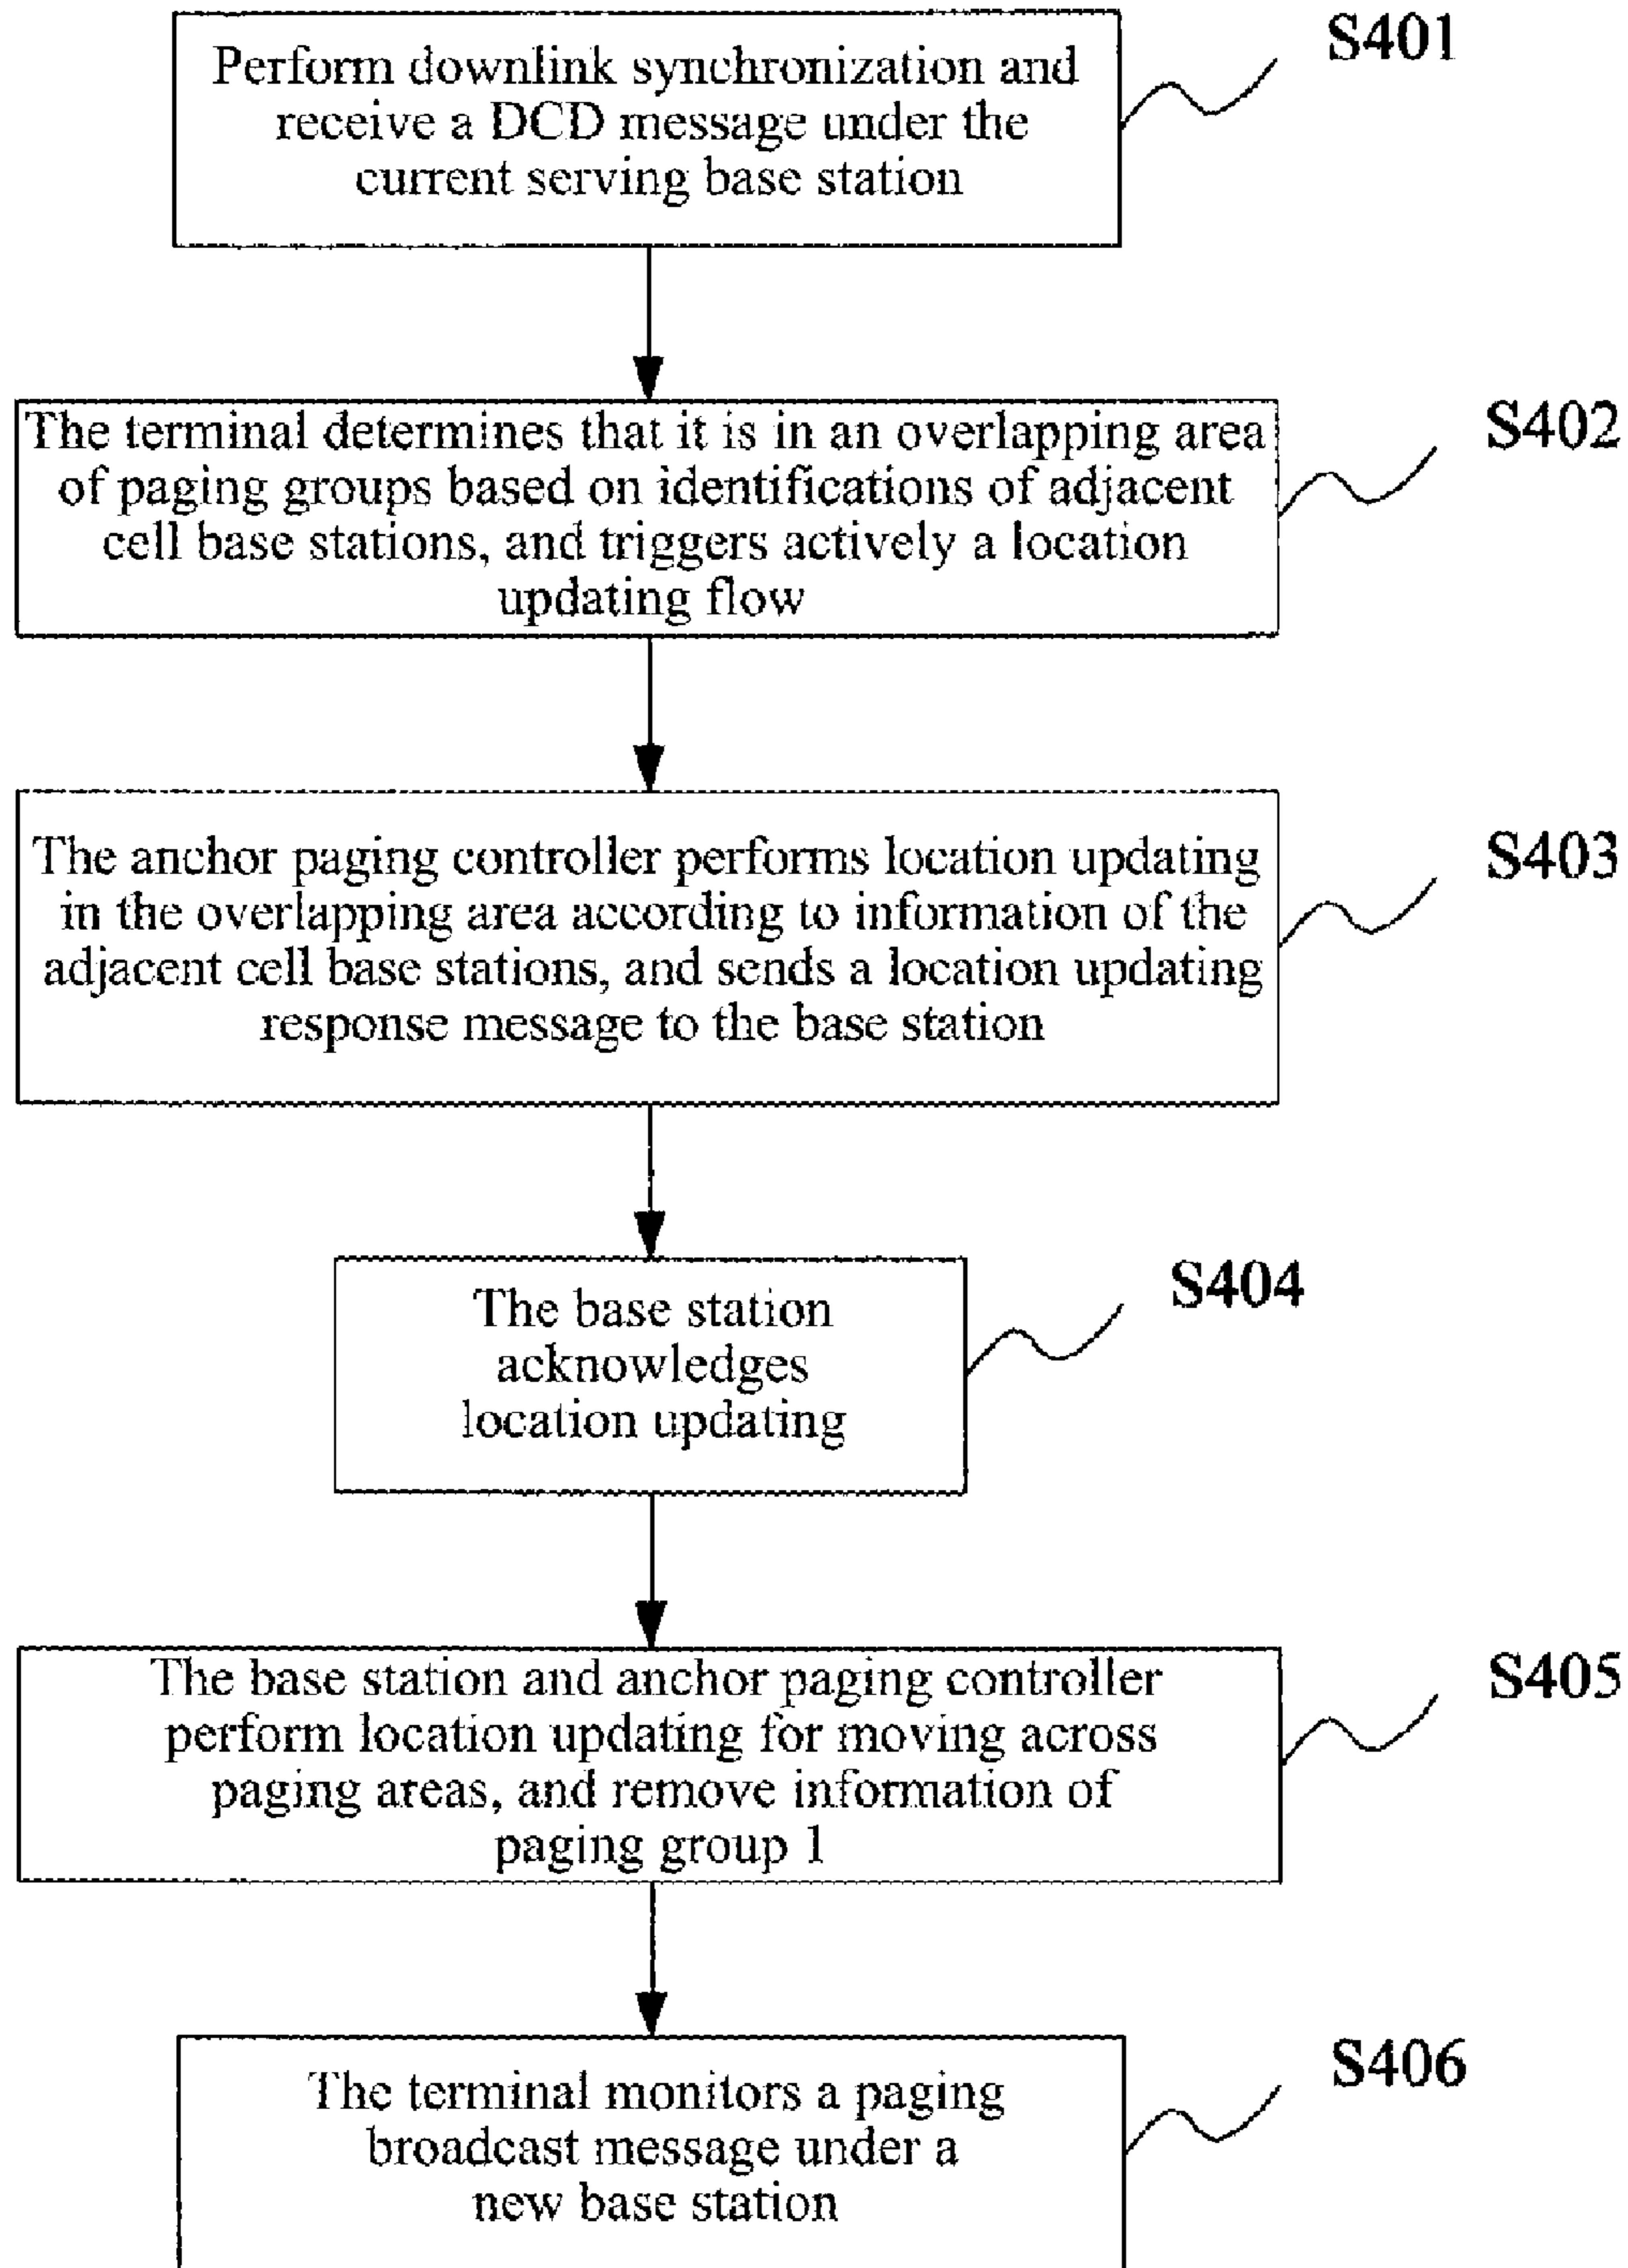 S401
Perform downlink synchronization and
receive a DCD message under the
current serving base station
S402
The terminal determines that it is in an overlapping area
of paging groups based on identifications of adjacent
cell base stations, and triggers actively a location
updating flow
S403
The anchor paging controller performs location updating
in the overlapping area according to information of the
adjacent cell base stations, and sends a location updating
response message to the base station
S404
The base station
acknowledges
location updating
S405
The base station and anchor paging controller
perform location updating for moving across
paging areas, and remove information of
paging group 1
S406
The terminal monitors a paging
broadcast message under a
new base station